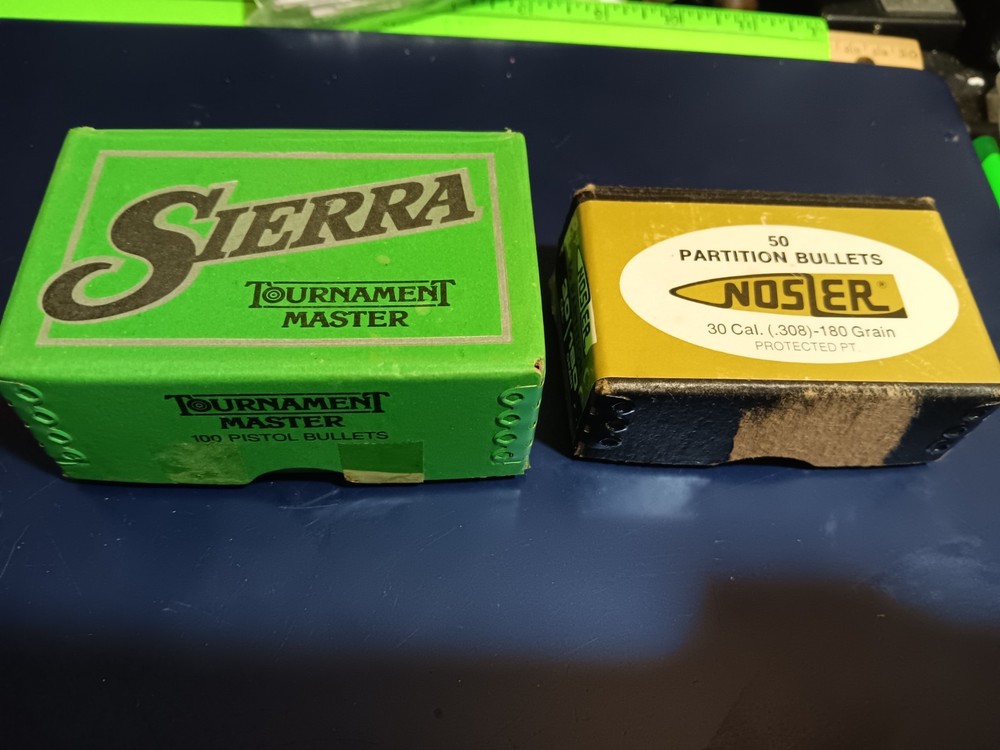 SIERRA
TOURNAMENT
MASTER
TOURNAMENT
MASTER
100 PISTOL BULLETS
50
PARTITION BULLETS
NOSLER®
30 Cal. (.308)-180 Grain
PROTECTED PT.
NOSLER